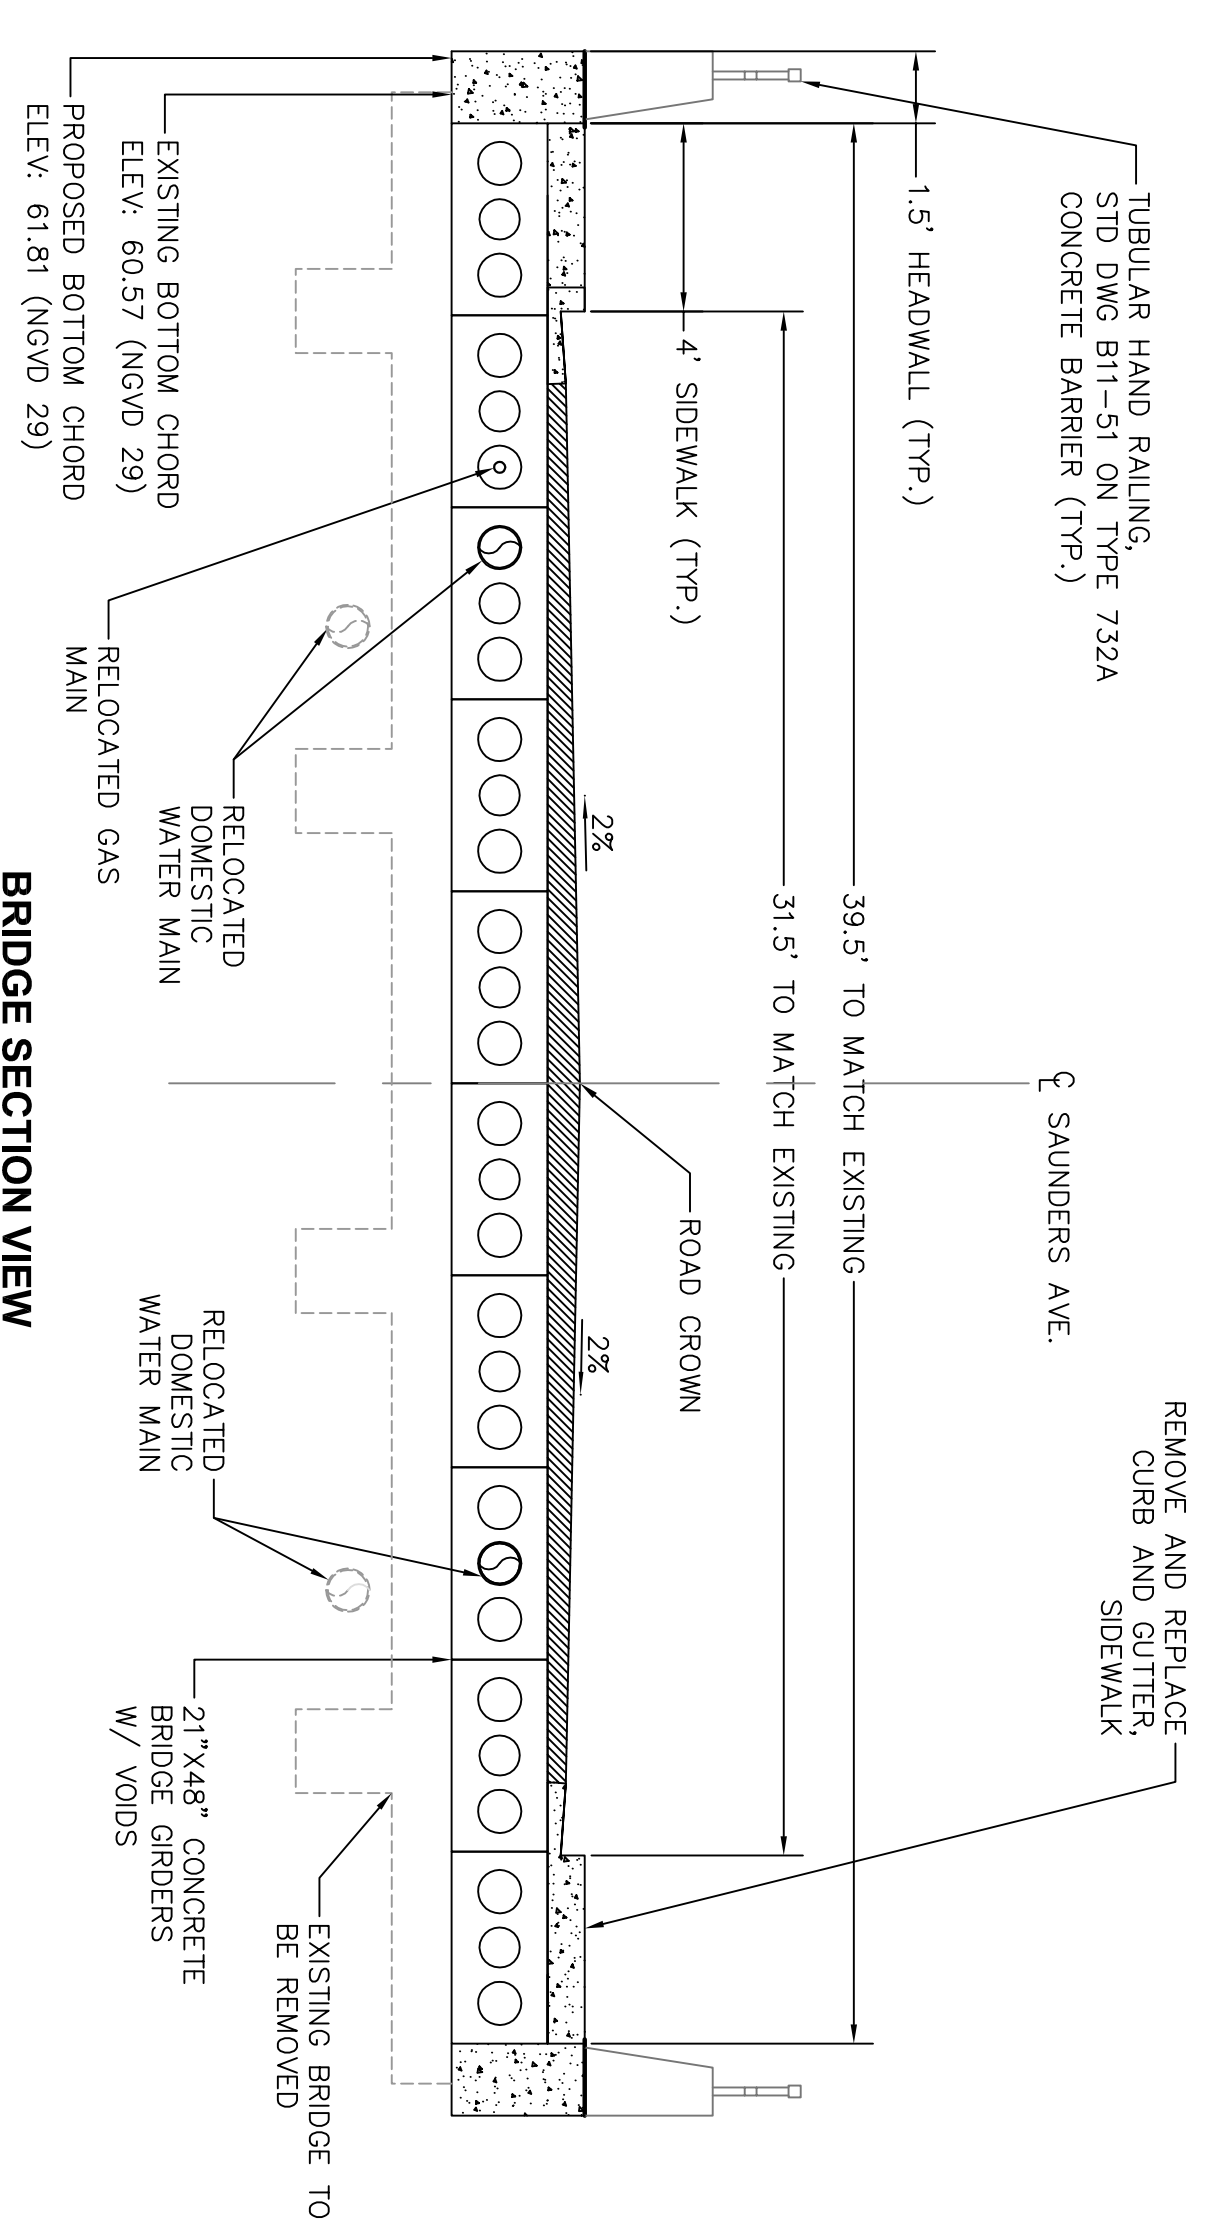 TUBULAR HAND RAILING,
STD DWG B11-51 ON TYPE 732A
CONCRETE BARRIER (TYP.)
1.5' HEADWALL (TYP.)
4' SIDEWALK (TYP.)
℄ SAUNDERS AVE.
39.5' TO MATCH EXISTING
31.5' TO MATCH EXISTING
ROAD CROWN
REMOVE AND REPLACE
CURB AND GUTTER,
SIDEWALK
2%
2%
EXISTING BOTTOM CHORD
ELEV: 60.57 (NGVD 29)
PROPOSED BOTTOM CHORD
ELEV: 61.81 (NGVD 29)
RELOCATED GAS
MAIN
RELOCATED
DOMESTIC
WATER MAIN
RELOCATED
DOMESTIC
WATER MAIN
21"X48" CONCRETE
BRIDGE GIRDERS
W/ VOIDS
EXISTING BRIDGE TO
BE REMOVED
BRIDGE SECTION VIEW